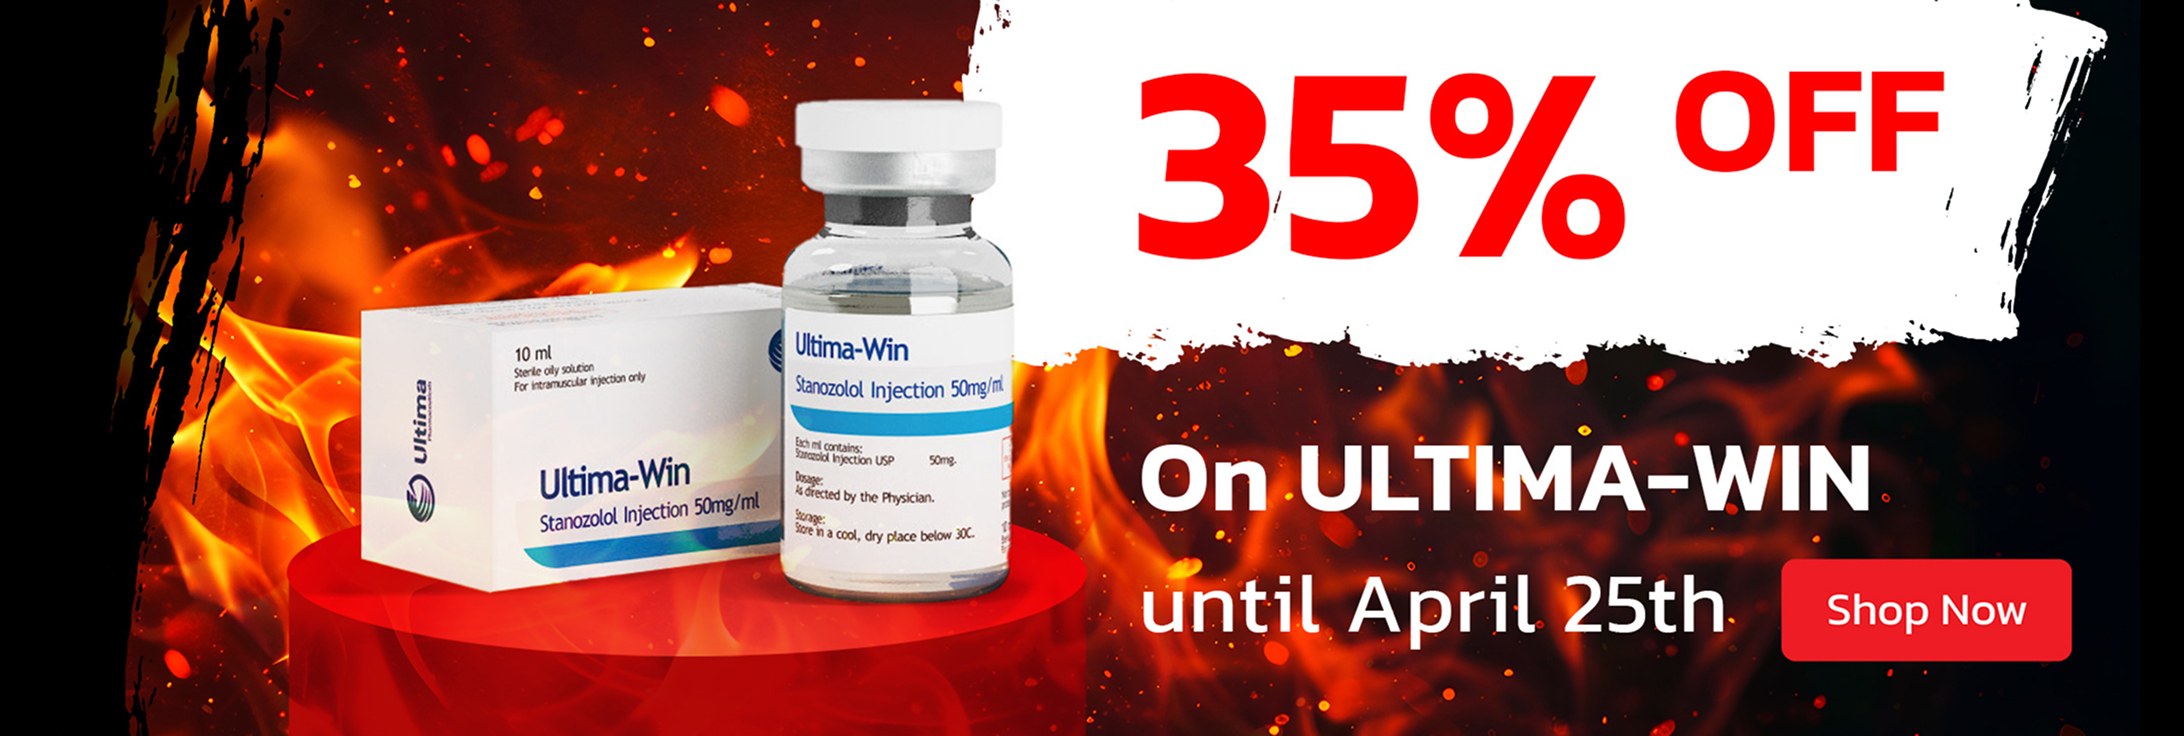 35% OFF
On ULTIMA-WIN
until April 25th
Shop Now
Ultima
10 ml
Sterile oily solution
For intramuscular injection only
Ultima-Win
Stanozolol Injection 50mg/ml
Ultima-Win
Stanozolol Injection 50mg/ml
Each ml contains:
Stanozolol Injection USP 50mg.
Dosage:
As directed by the Physician.
Storage:
Store in a cool, dry place below 30C.